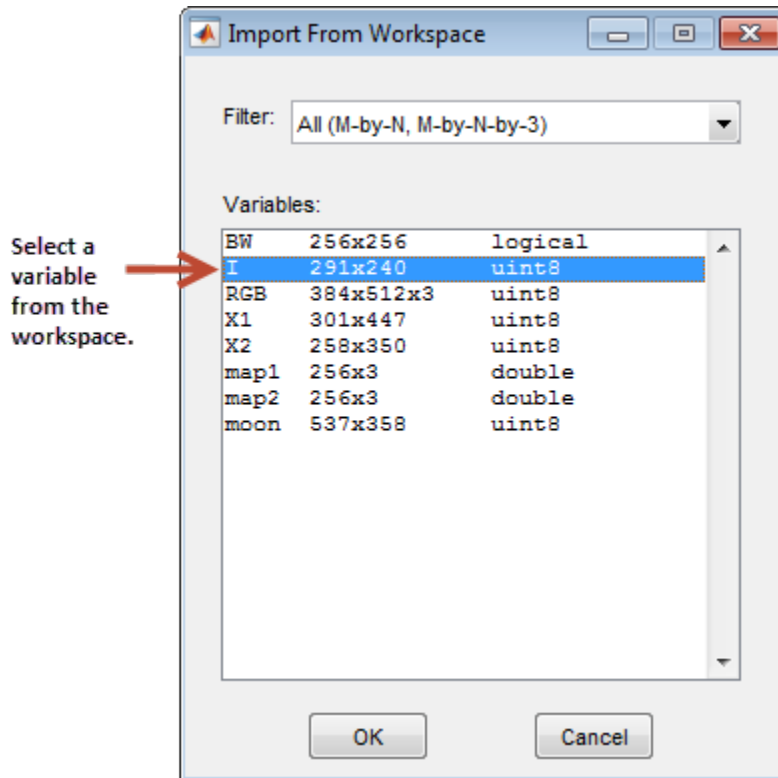 Import From Workspace
Filter: All (M-by-N, M-by-N-by-3)
Variables:
BW 256x256 logical
I 291x240 uint8
RGB 384x512x3 uint8
X1 301x447 uint8
X2 258x350 uint8
map1 256x3 double
map2 256x3 double
moon 537x358 uint8
Select a
variable
from the
workspace.
OK Cancel